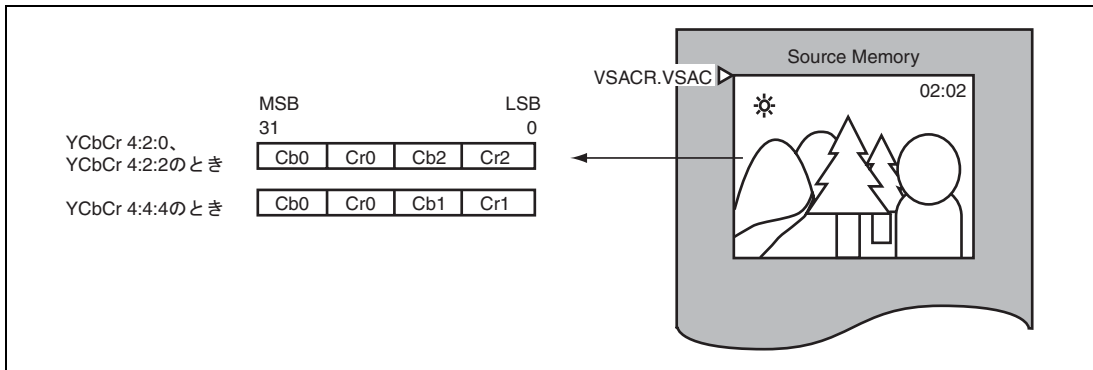 MSB LSB
31 0
YCbCr 4:2:0、
YCbCr 4:2:2のとき
Cb0 Cr0 Cb2 Cr2
YCbCr 4:4:4のとき
Cb0 Cr0 Cb1 Cr1
Source Memory
VSACR.VSAC
02:02